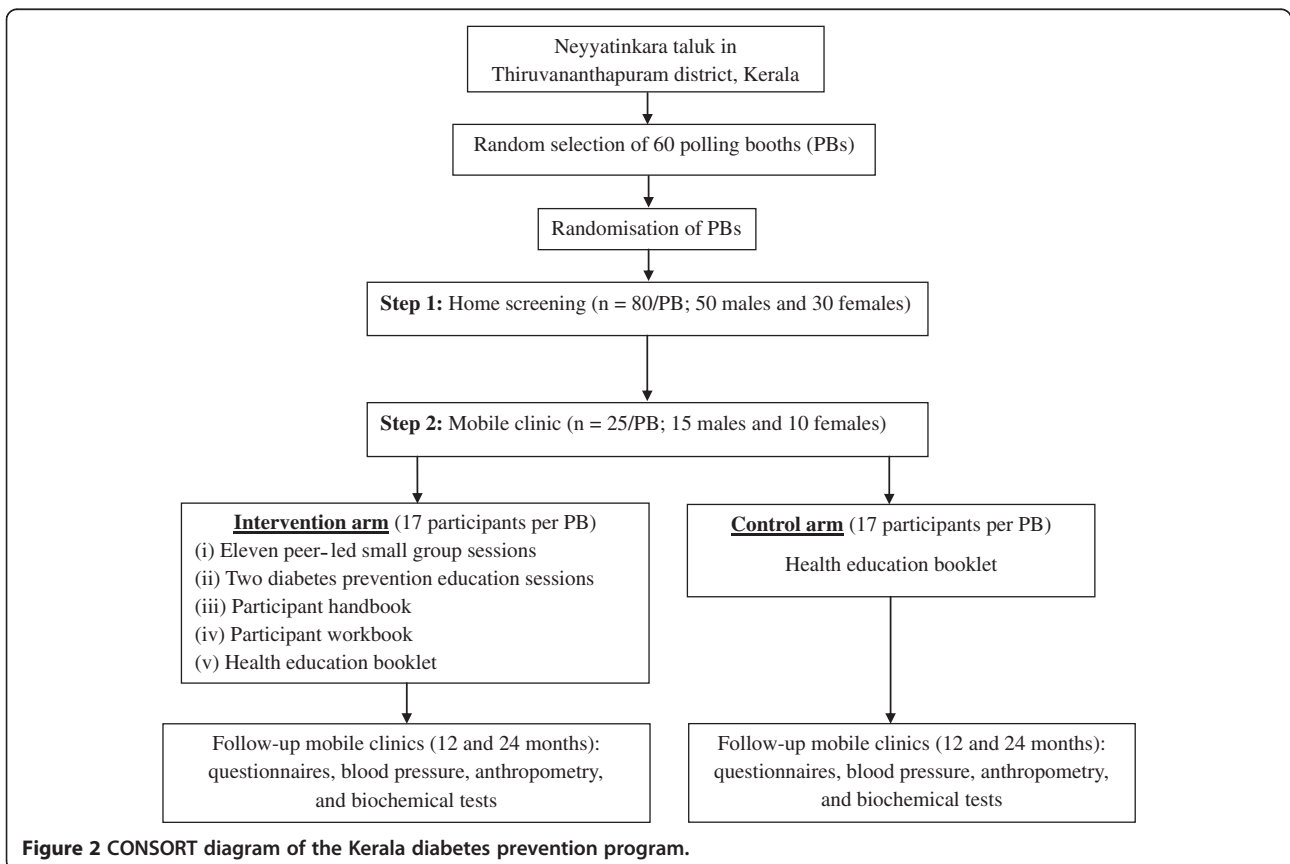 Neyyatinkara taluk in
Thiruvananthapuram district, Kerala
Random selection of 60 polling booths (PBs)
Randomisation of PBs
Step 1: Home screening (n = 80/PB; 50 males and 30 females)
Step 2: Mobile clinic (n = 25/PB; 15 males and 10 females)
Intervention arm (17 participants per PB)
(i) Eleven peer-led small group sessions
(ii) Two diabetes prevention education sessions
(iii) Participant handbook
(iv) Participant workbook
(v) Health education booklet
Control arm (17 participants per PB)
Health education booklet
Follow-up mobile clinics (12 and 24 months):
questionnaires, blood pressure, anthropometry,
and biochemical tests
Follow-up mobile clinics (12 and 24 months):
questionnaires, blood pressure, anthropometry,
and biochemical tests
Figure 2 CONSORT diagram of the Kerala diabetes prevention program.